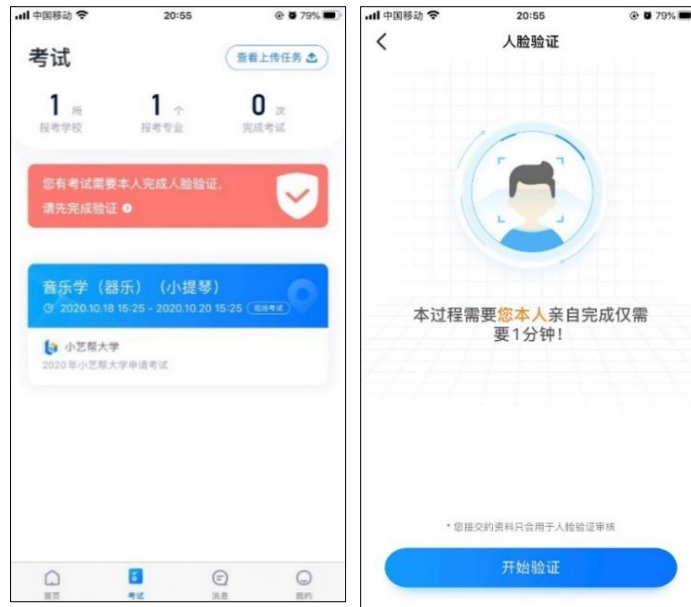 中国移动 20:55 79%
考试
查看上传任务
1 所
1 个
0 次
报考学校
报考专业
完成考试
您有考试需要本人完成人脸验证,
请先完成验证
音乐学（器乐）（小提琴）
2020.10.18 15:25 - 2020.10.20 15:25 现场考试
小艺帮大学
2020年小艺帮大学申请考试
首页
考试
消息
我的
中国移动 20:55 79%
人脸验证
本过程需要您本人亲自完成仅需
要1分钟!
* 您提交的资料只会用于人脸验证审核
开始验证